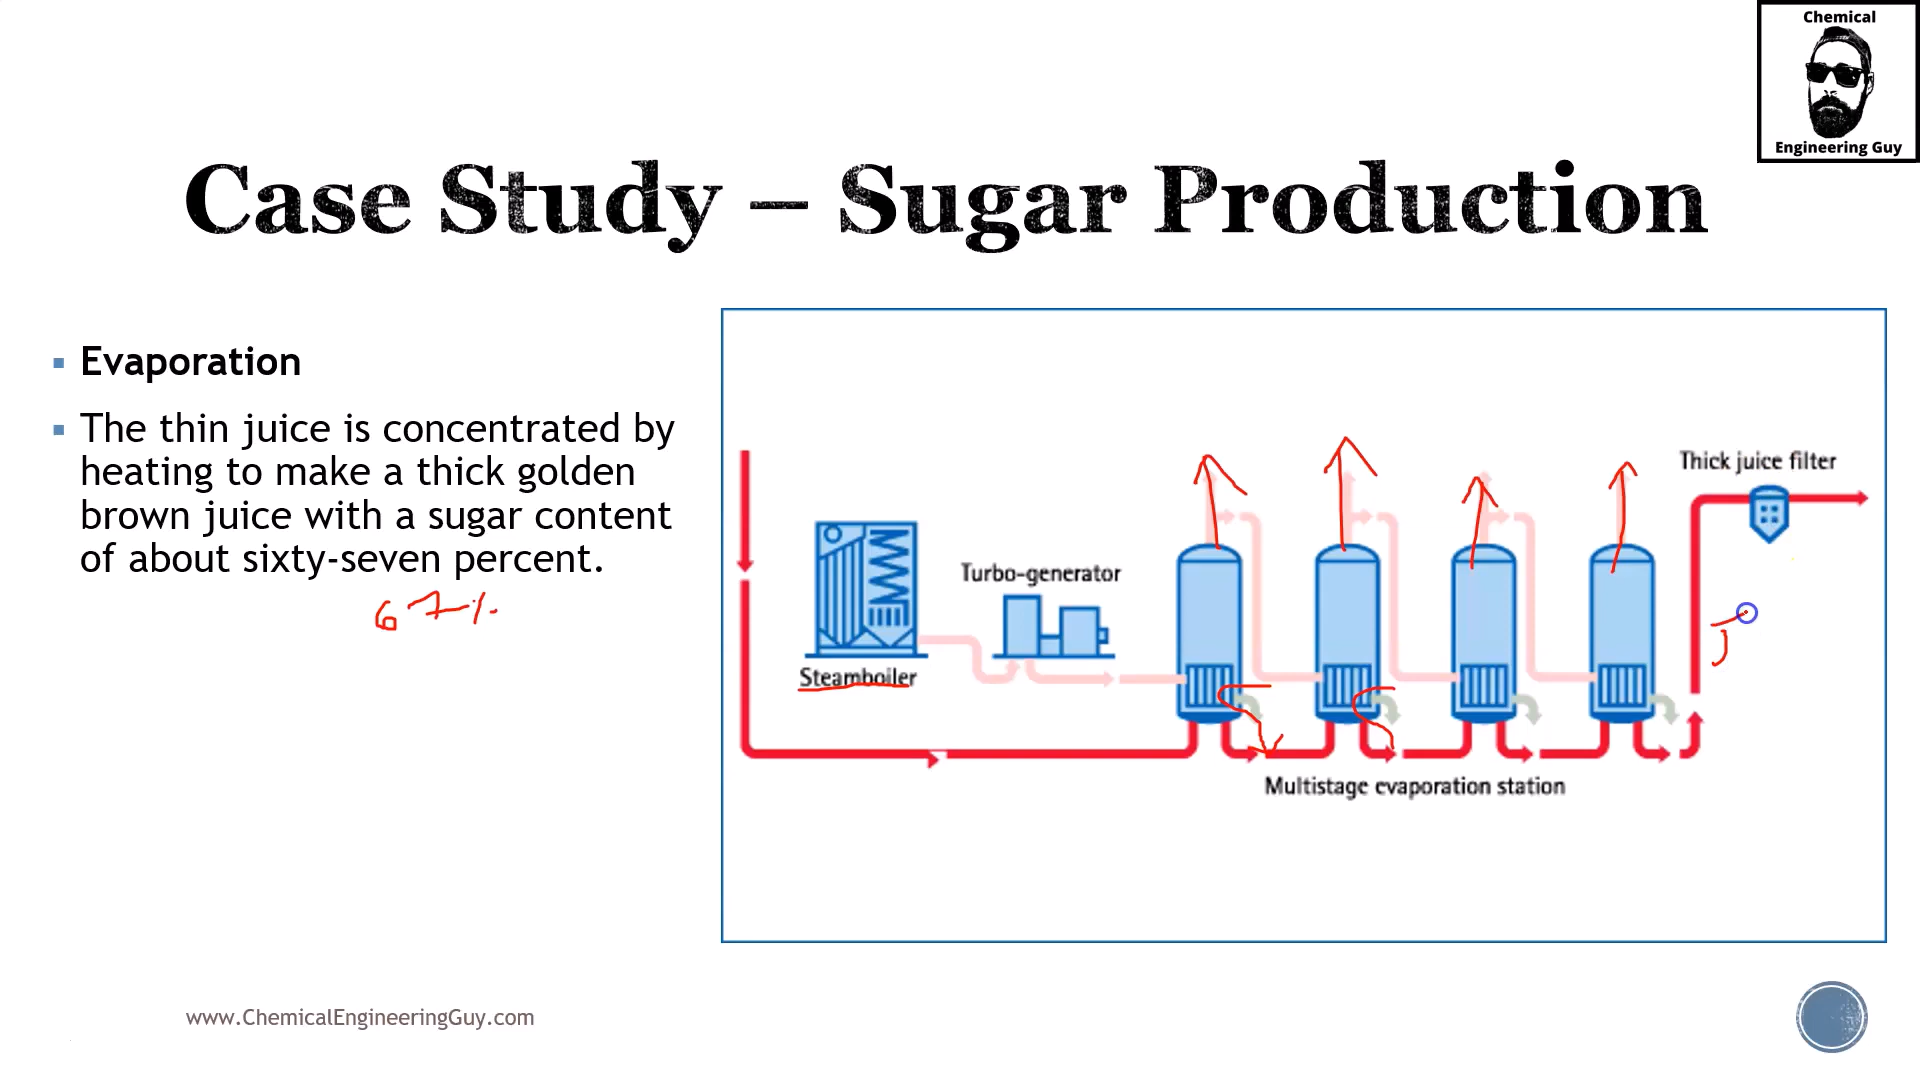 Chemical
Engineering Guy
Case Study – Sugar Production
Evaporation
The thin juice is concentrated by
heating to make a thick golden
brown juice with a sugar content
of about sixty-seven percent.
67%
Thick juice filter
Turbo-generator
Steamboiler
Multistage evaporation station
www.ChemicalEngineeringGuy.com